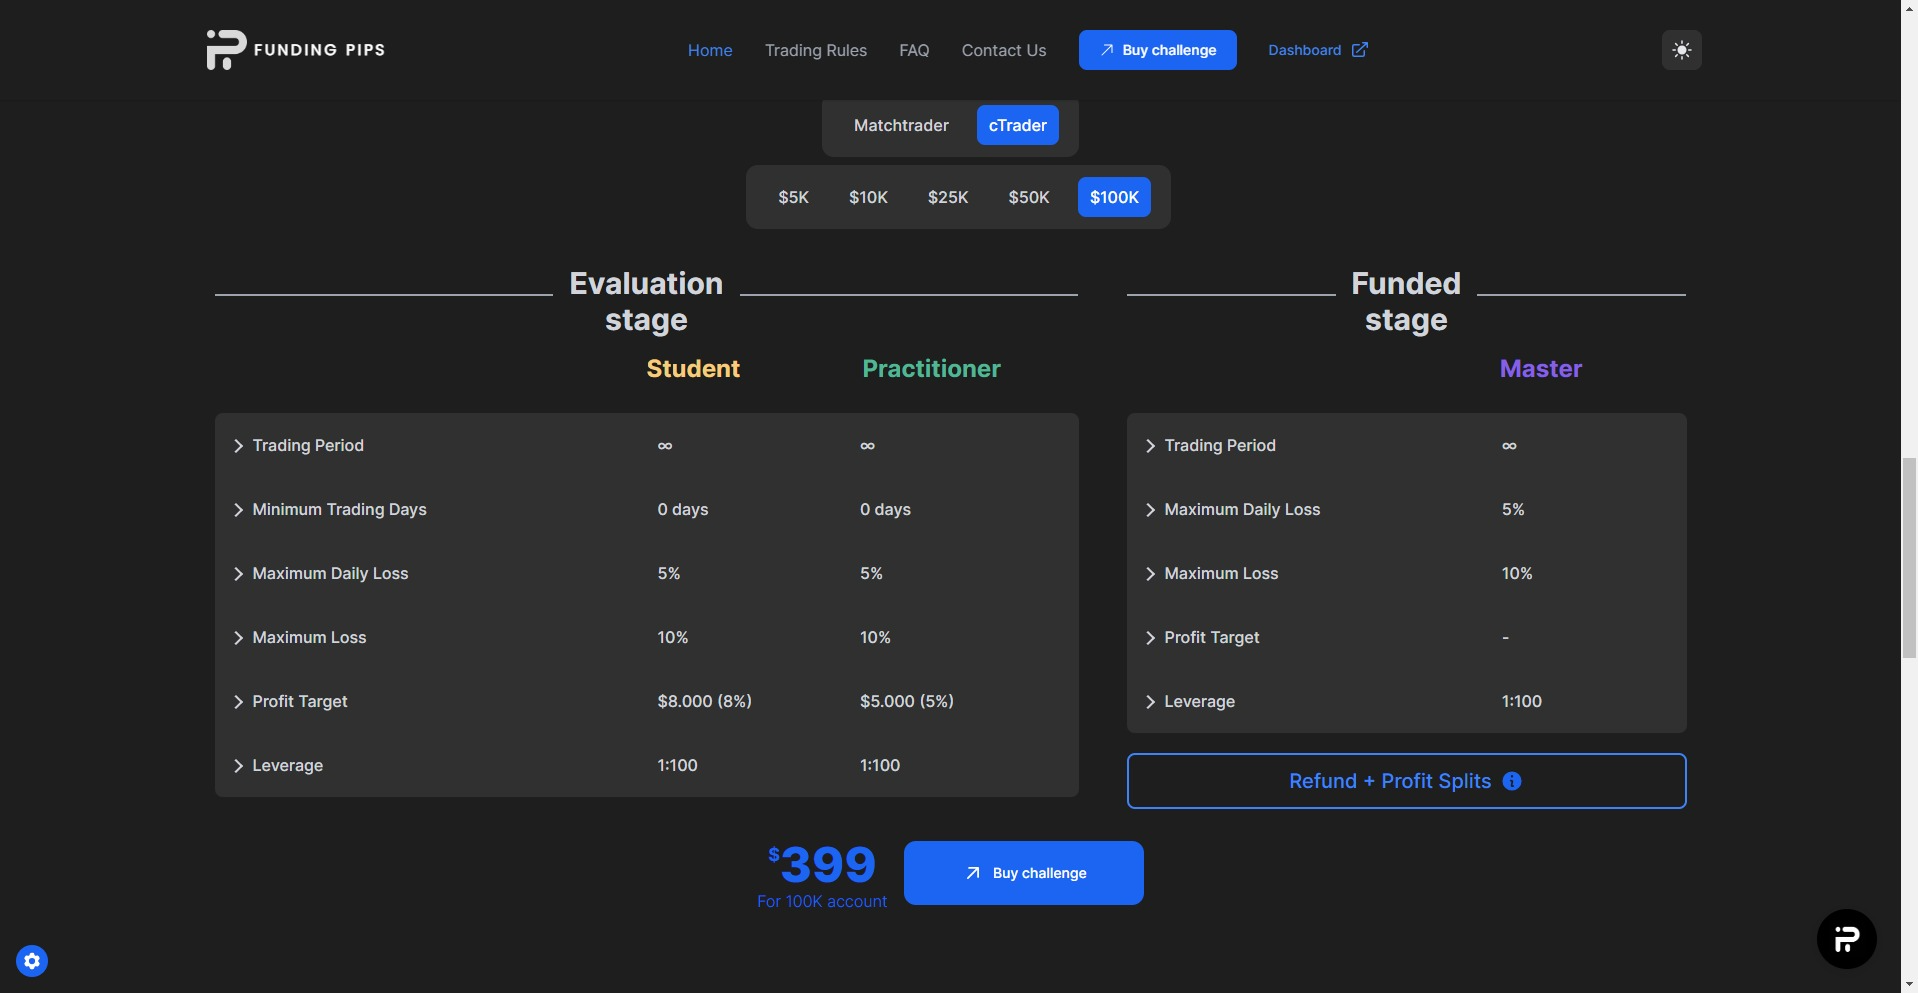 FUNDING PIPS
Home Trading Rules FAQ Contact Us Buy challenge Dashboard
Matchtrader cTrader
$5K $10K $25K $50K $100K
Evaluation
stage
Student Practitioner
Trading Period ∞ ∞
Minimum Trading Days 0 days 0 days
Maximum Daily Loss 5% 5%
Maximum Loss 10% 10%
Profit Target $8.000 (8%) $5.000 (5%)
Leverage 1:100 1:100
Funded
stage
Master
Trading Period ∞
Maximum Daily Loss 5%
Maximum Loss 10%
Profit Target -
Leverage 1:100
Refund + Profit Splits
$399
For 100K account
Buy challenge